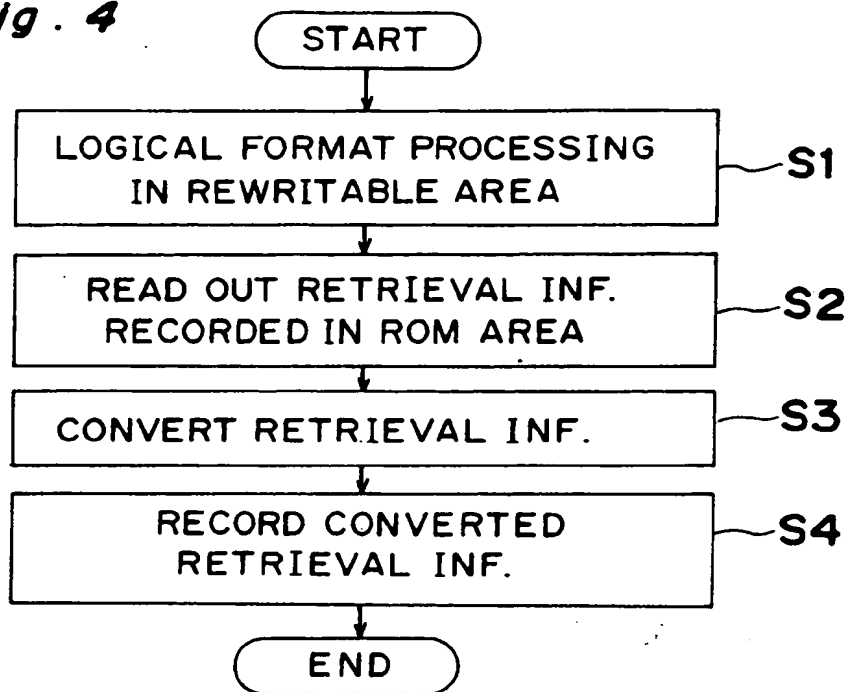 ig. 4
START
LOGICAL FORMAT PROCESSING
IN REWRITABLE AREA
S1
READ OUT RETRIEVAL INF.
RECORDED IN ROM AREA
S2
CONVERT RETRIEVAL INF.
S3
RECORD CONVERTED
RETRIEVAL INF.
S4
END